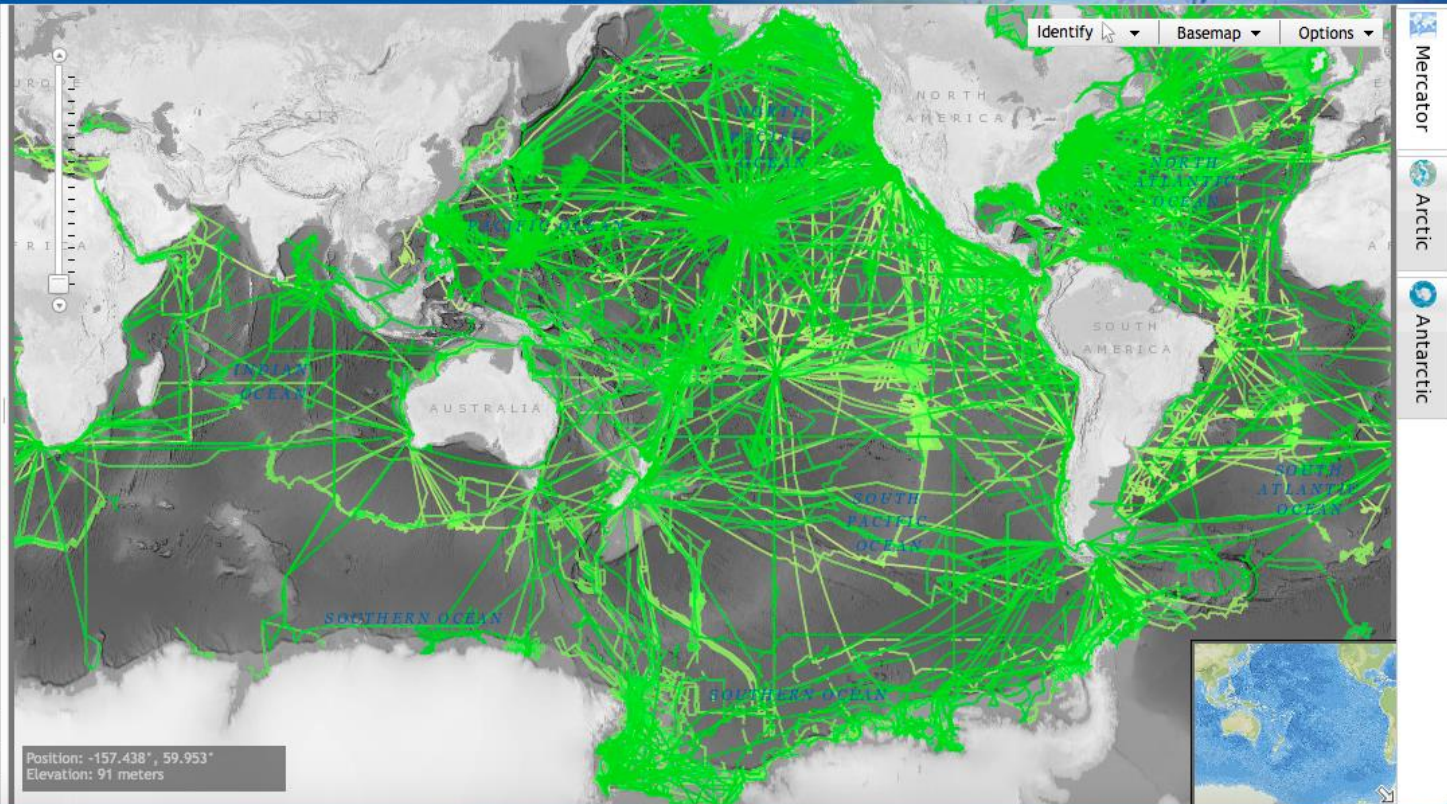 Identify
Basemap
Options
Mercator
Arctic
Antarctic
NORTH
AMERICA
NORTH
PACIFIC
OCEAN
NORTH
ATLANTIC
OCEAN
PACIFIC OCEAN
SOUTH
AMERICA
INDIAN
OCEAN
AUSTRALIA
SOUTH
PACIFIC
OCEAN
SOUTH
ATLANTIC
OCEAN
SOUTHERN OCEAN
SOUTHERN OCEAN
Position: -157.438°, 59.953°
Elevation: 91 meters